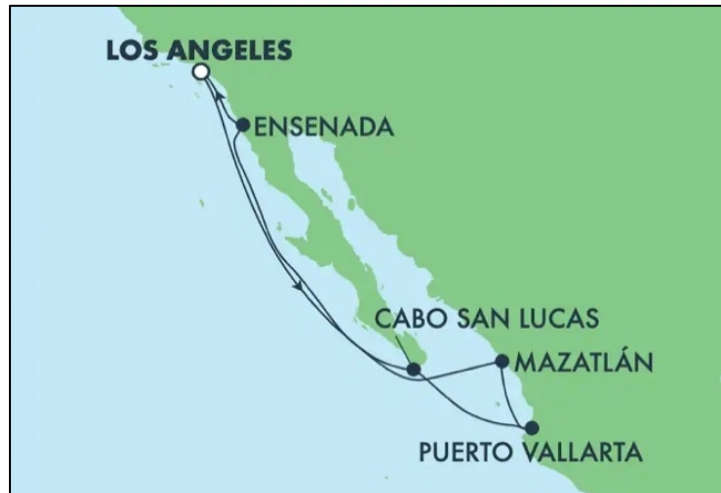 LOS ANGELES
ENSENADA
CABO SAN LUCAS
MAZATLÁN
PUERTO VALLARTA